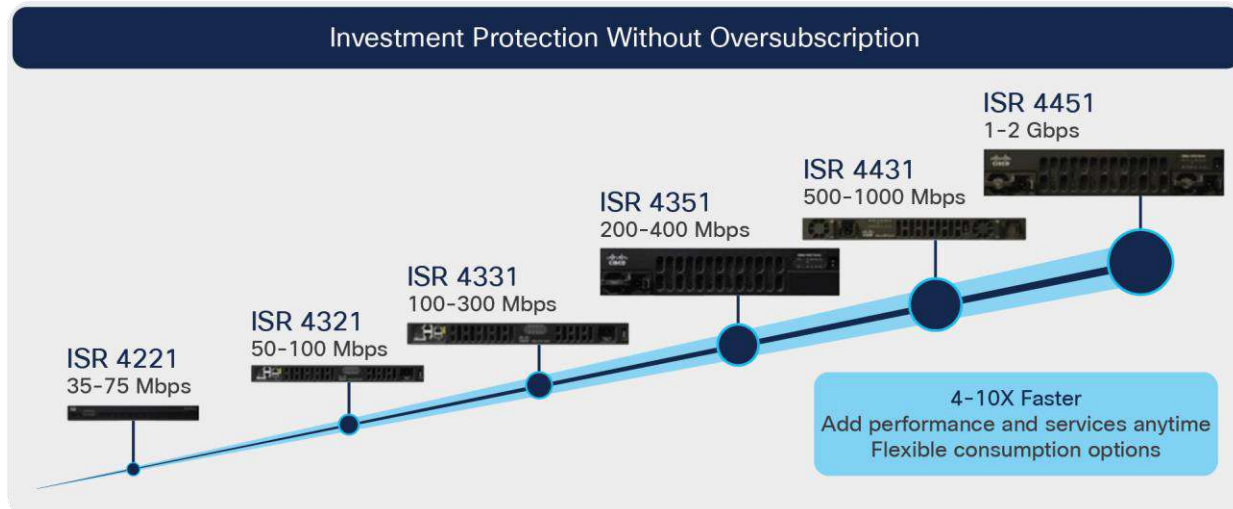 Investment Protection Without Oversubscription
ISR 4451
1-2 Gbps
ISR 4431
500-1000 Mbps
ISR 4351
200-400 Mbps
ISR 4331
100-300 Mbps
ISR 4321
50-100 Mbps
ISR 4221
35-75 Mbps
CISCO
4-10X Faster
Add performance and services anytime
Flexible consumption options